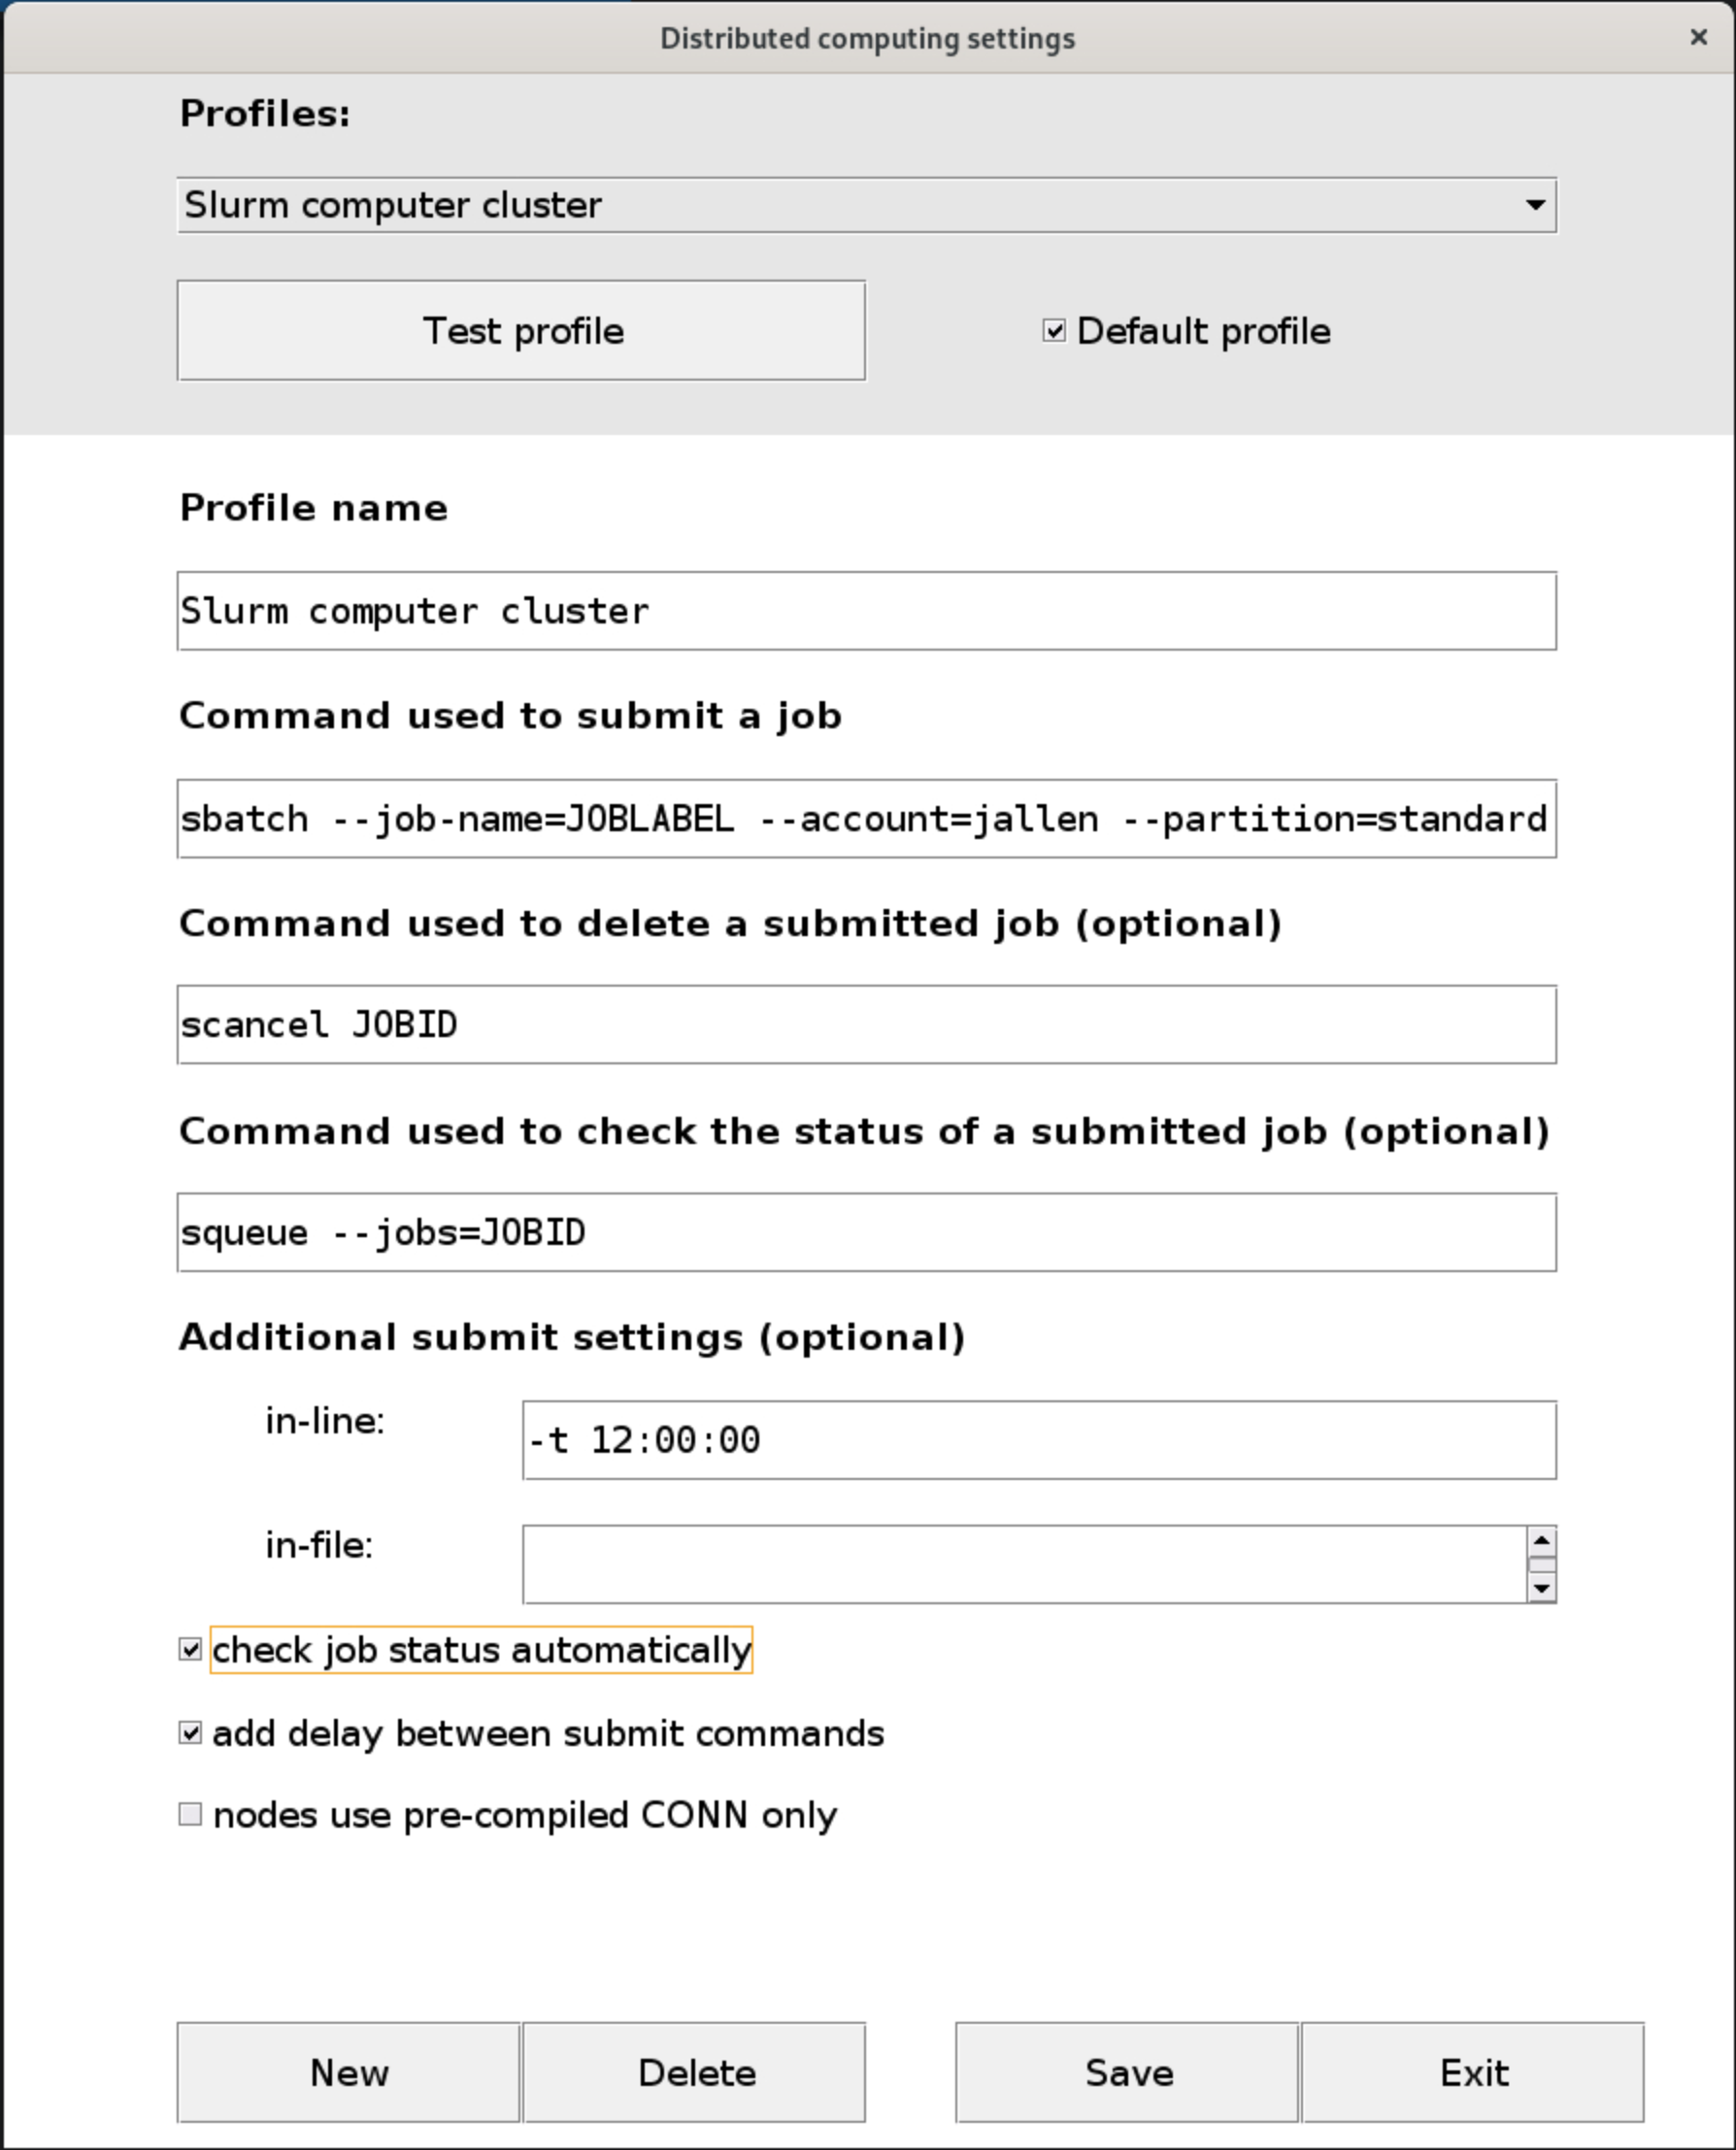 Distributed computing settings
Profiles:
Slurm computer cluster
Test profile
Default profile
Profile name
Slurm computer cluster
Command used to submit a job
sbatch --job-name=JOBLABEL --account=jallen --partition=standard
Command used to delete a submitted job (optional)
scancel JOBID
Command used to check the status of a submitted job (optional)
squeue --jobs=JOBID
Additional submit settings (optional)
in-line:
-t 12:00:00
in-file:
check job status automatically
add delay between submit commands
nodes use pre-compiled CONN only
New
Delete
Save
Exit